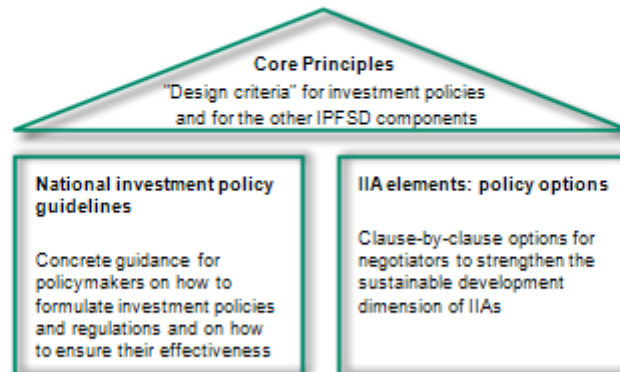 Core Principles
"Design criteria" for investment policies
and for the other IPFSD components
National investment policy
guidelines
Concrete guidance for
policymakers on how to
formulate investment policies
and regulations and on how
to ensure their effectiveness
IIA elements: policy options
Clause-by-clause options for
negotiators to strengthen the
sustainable development
dimension of IIAs